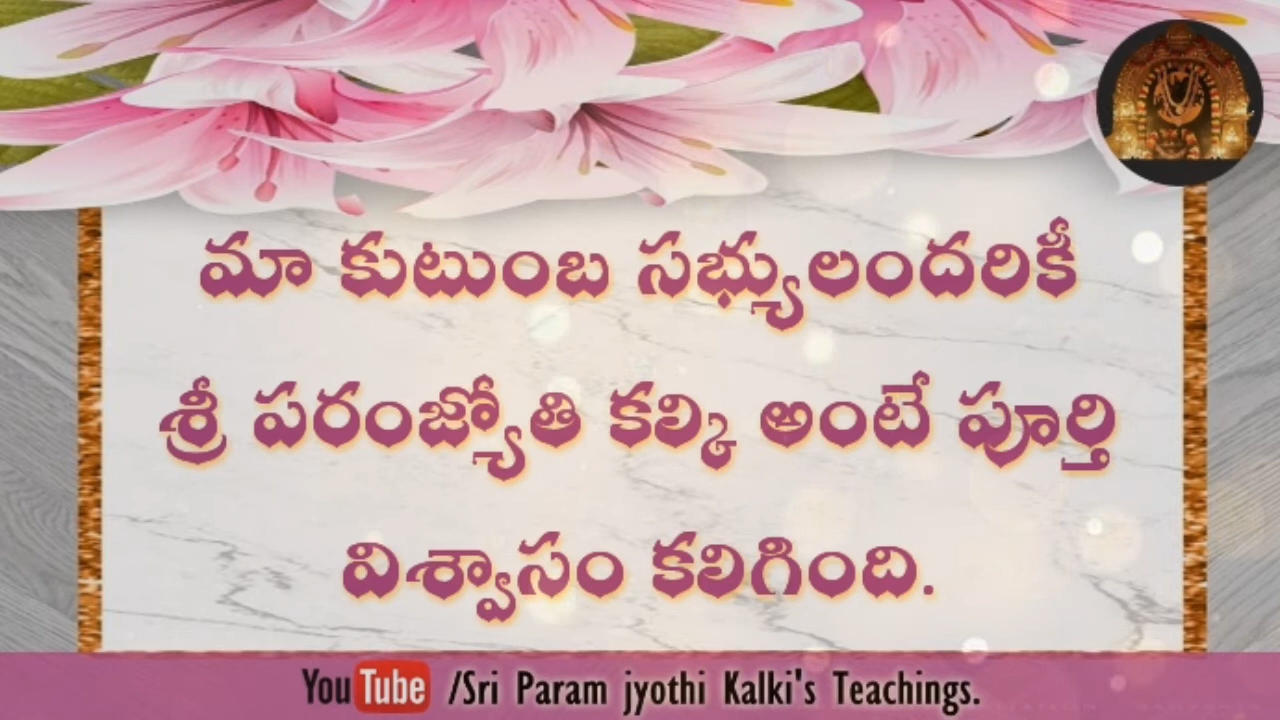 మా కుటుంబ సభ్యులందరికీ
శ్రీ పరంజ్యోతి కల్కి అంటే పూర్తి
విశ్వాసం కలిగింది.
YouTube /Sri Param jyothi Kalki's Teachings.